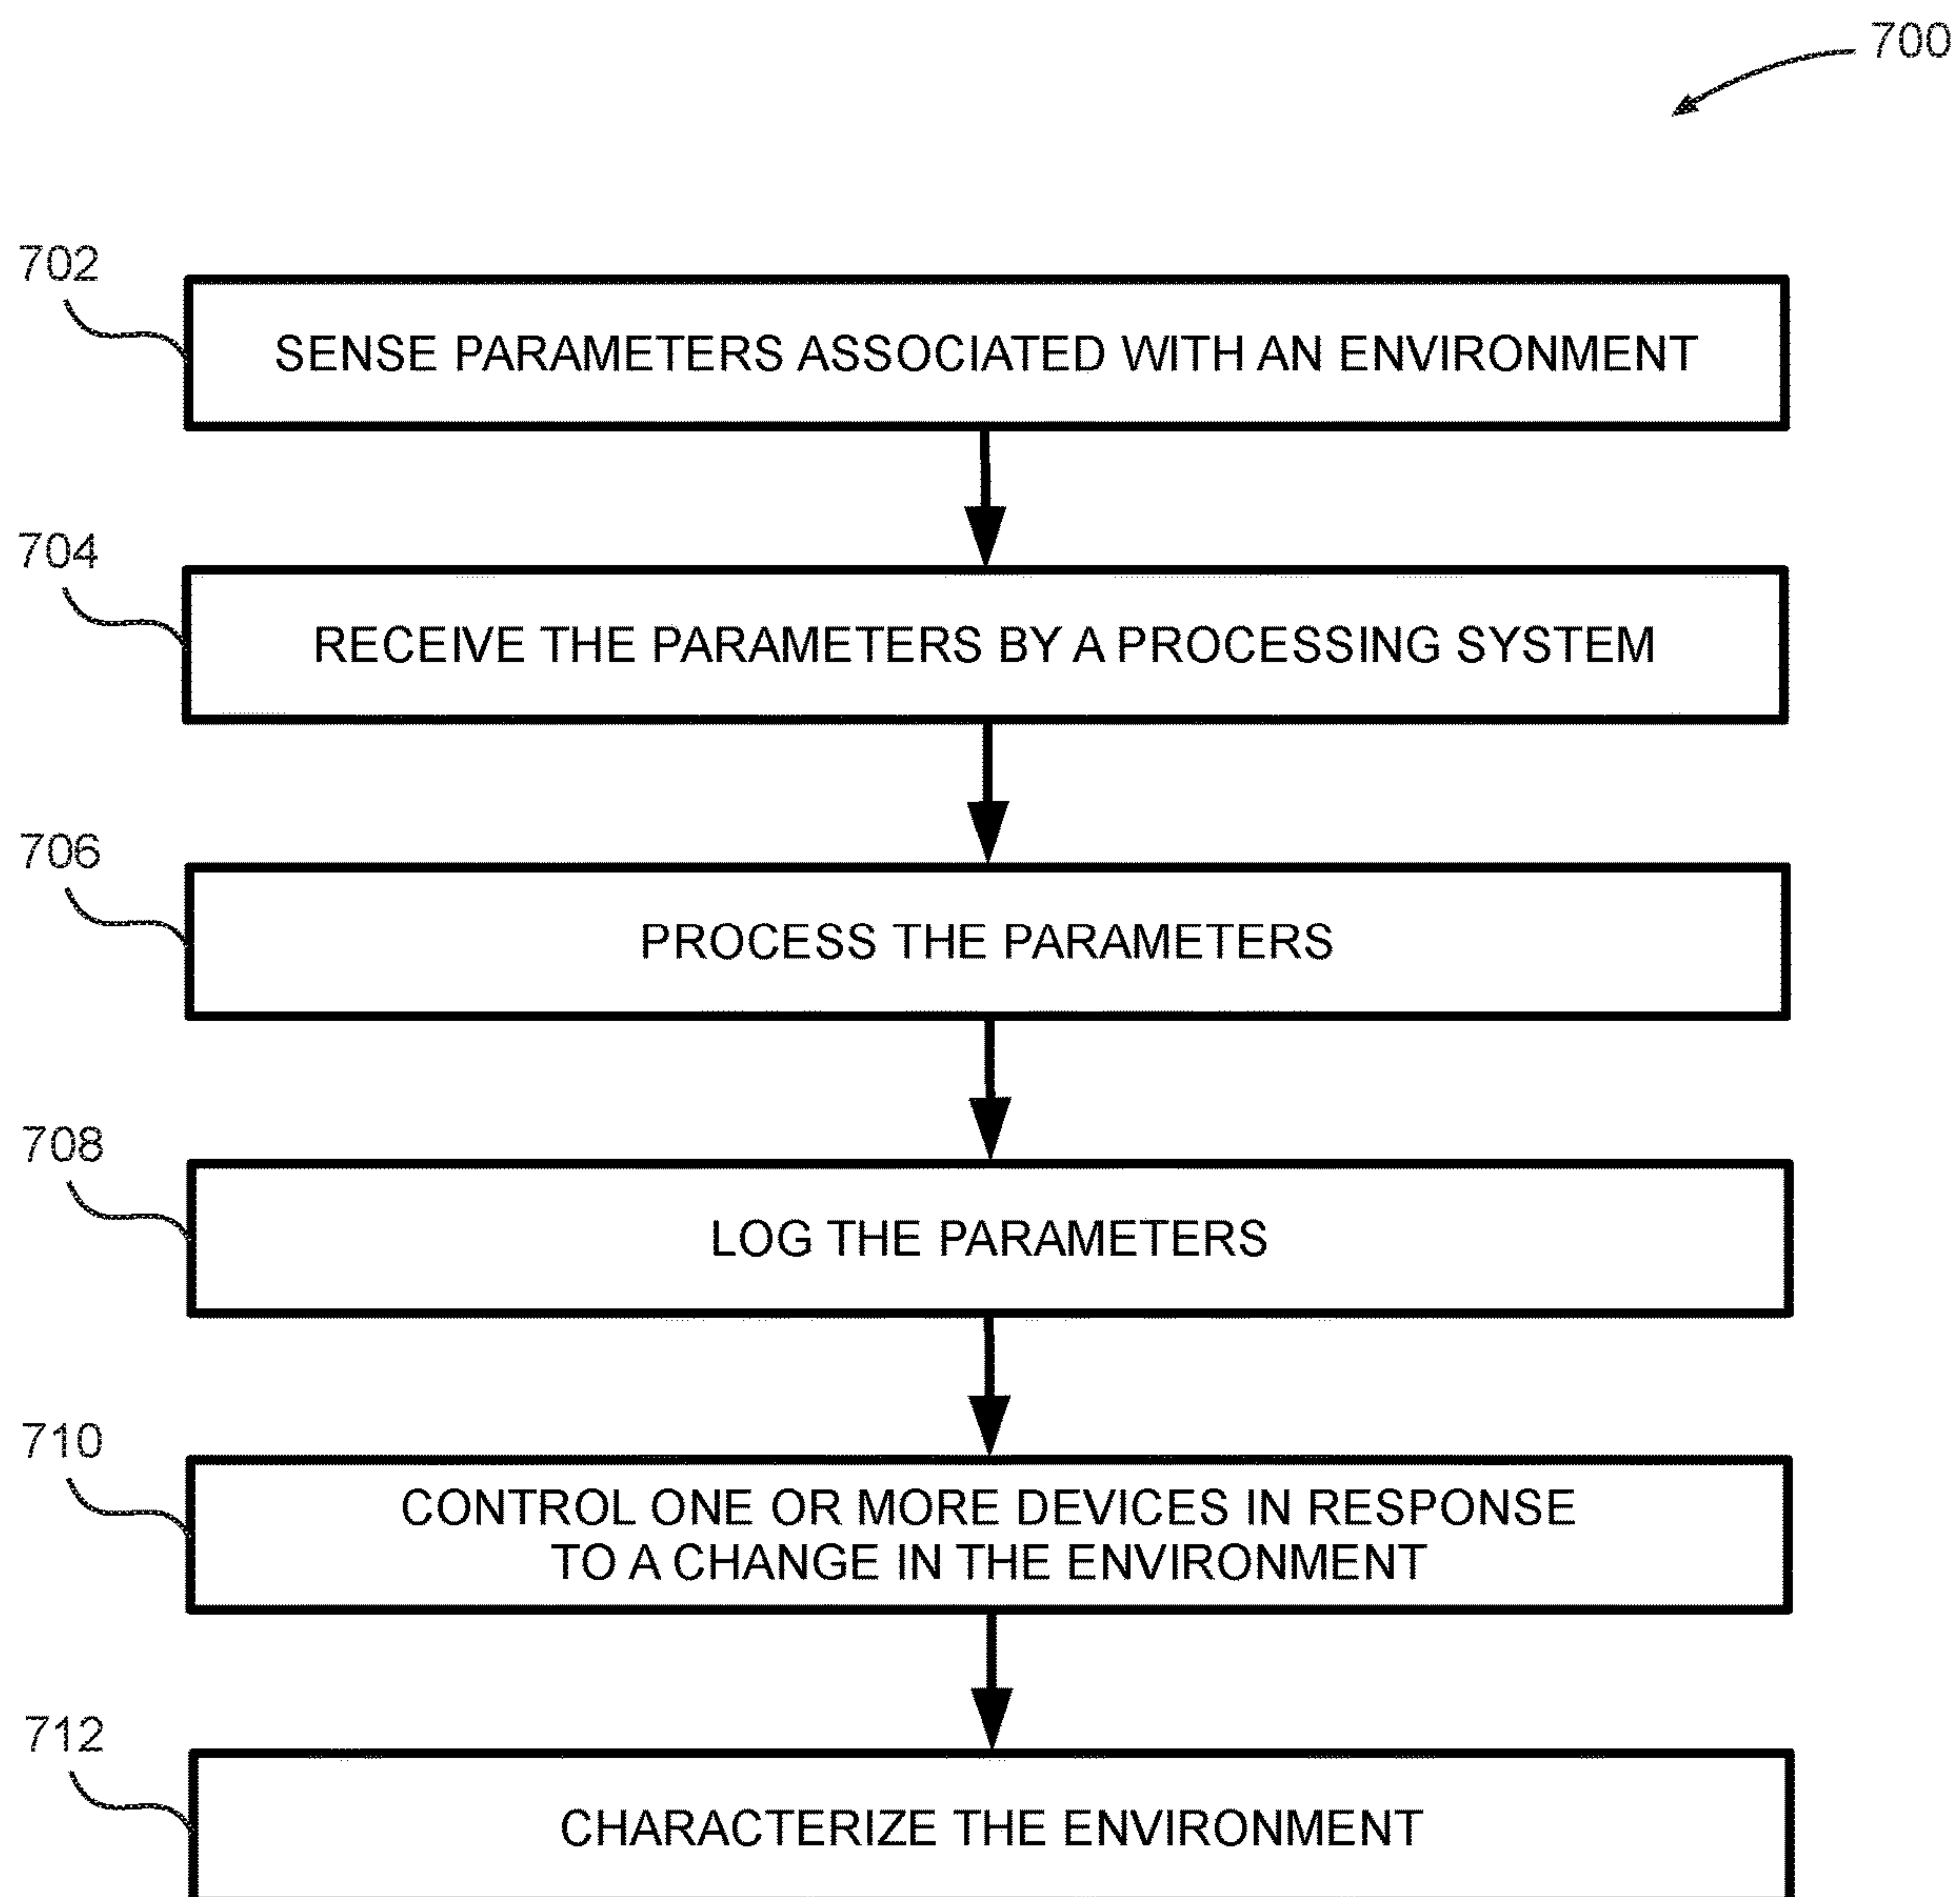 700
702
SENSE PARAMETERS ASSOCIATED WITH AN ENVIRONMENT
704
RECEIVE THE PARAMETERS BY A PROCESSING SYSTEM
706
PROCESS THE PARAMETERS
708
LOG THE PARAMETERS
710
CONTROL ONE OR MORE DEVICES IN RESPONSE
TO A CHANGE IN THE ENVIRONMENT
712
CHARACTERIZE THE ENVIRONMENT